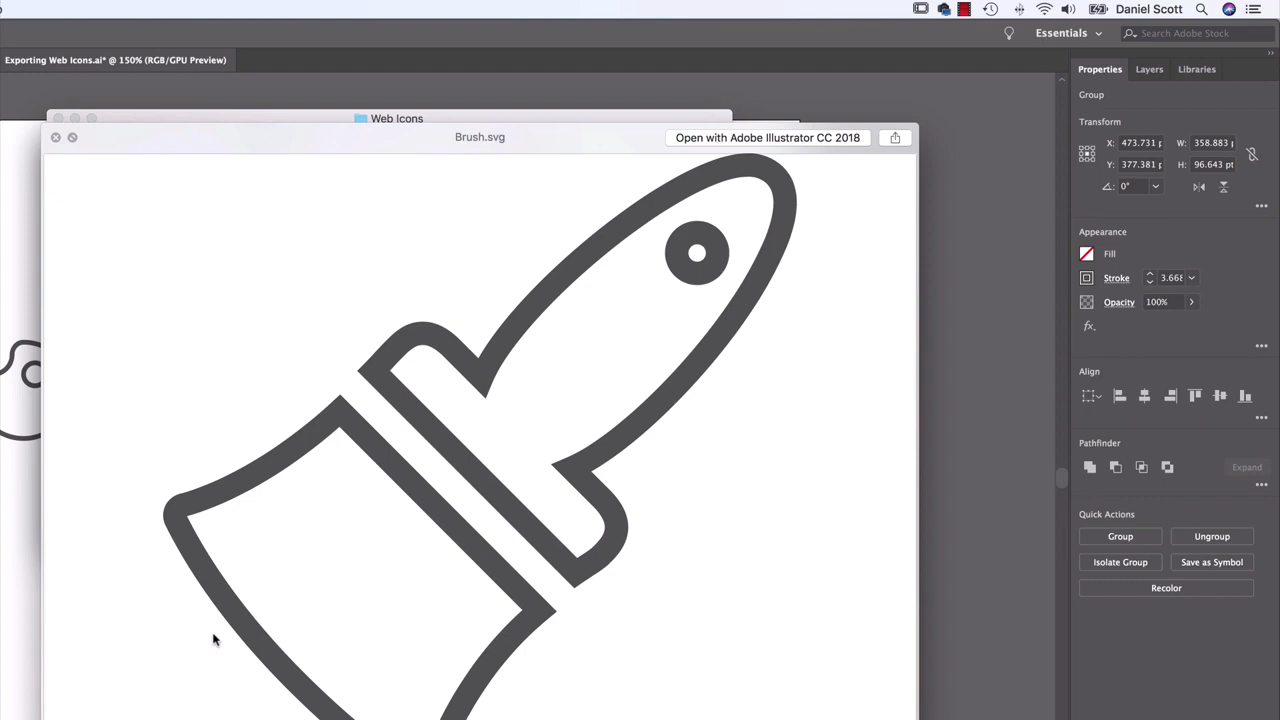 Daniel Scott
Essentials
Search Adobe Stock
Exporting Web Icons.ai* @ 150% (RGB/GPU Preview)
Properties Layers Libraries
Group
Web Icons
Transform
Brush.svg
Open with Adobe Illustrator CC 2018
X: 473.731 p W: 358.883 p
Y: 377.381 p H: 96.643 pt
0°
Appearance
Fill
Stroke 3.668
Opacity 100%
fx.
Align
Pathfinder
Expand
Quick Actions
Group Ungroup
Isolate Group Save as Symbol
Recolor